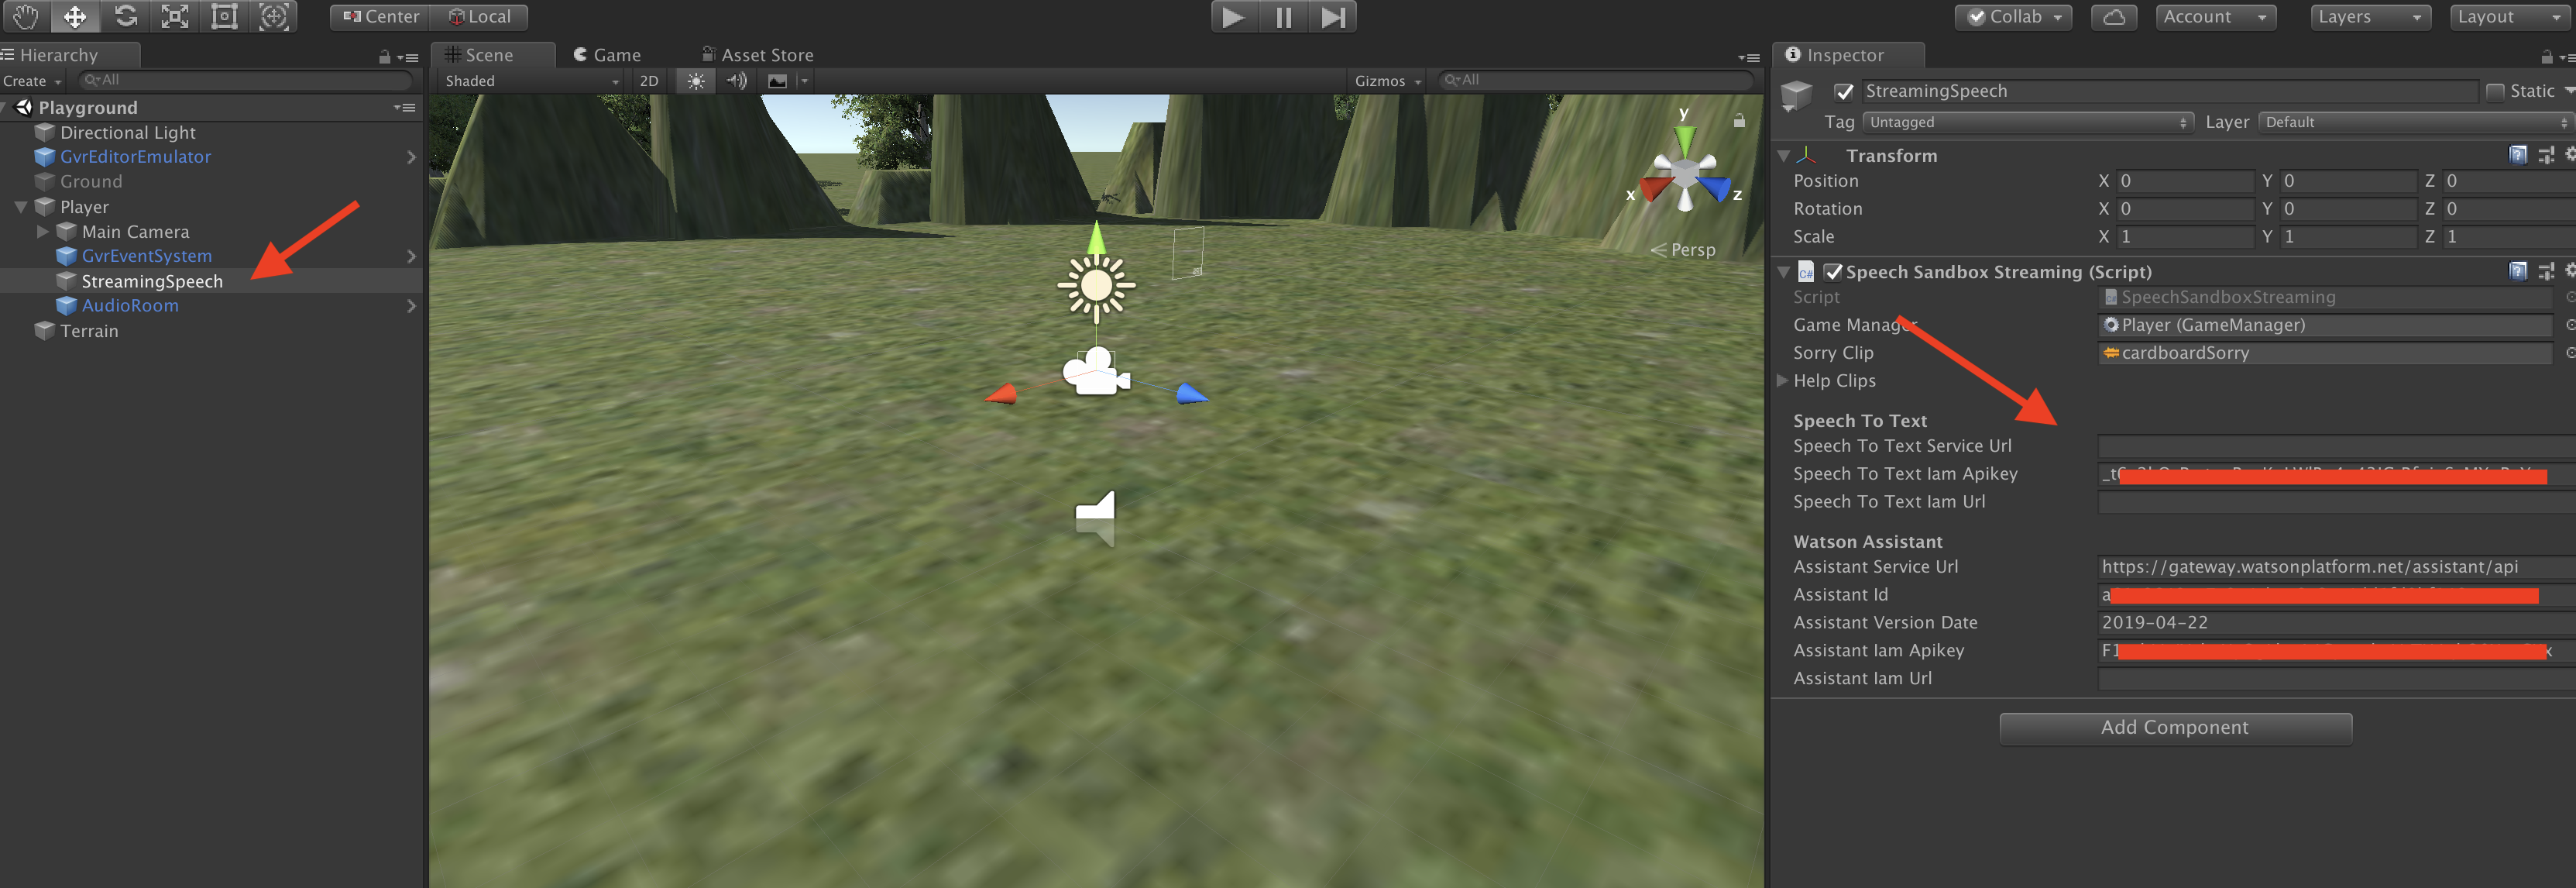 Center Local
Collab Account Layers Layout
Hierarchy
Create All
Playground
Directional Light
GvrEditorEmulator
Ground
Player
Main Camera
GvrEventSystem
StreamingSpeech
AudioRoom
Terrain
Scene Game Asset Store
Shaded 2D Gizmos All
y
x z
Persp
Inspector
StreamingSpeech Static
Tag Untagged Layer Default
Transform
Position X 0 Y 0 Z 0
Rotation X 0 Y 0 Z 0
Scale X 1 Y 1 Z 1
C# Speech Sandbox Streaming (Script)
Script SpeechSandboxStreaming
Game Manager Player (GameManager)
Sorry Clip cardboardSorry
Help Clips
Speech To Text
Speech To Text Service Url
Speech To Text Iam Apikey
Speech To Text Iam Url
Watson Assistant
Assistant Service Url https://gateway.watsonplatform.net/assistant/api
Assistant Id
Assistant Version Date 2019-04-22
Assistant Iam Apikey
Assistant Iam Url
Add Component